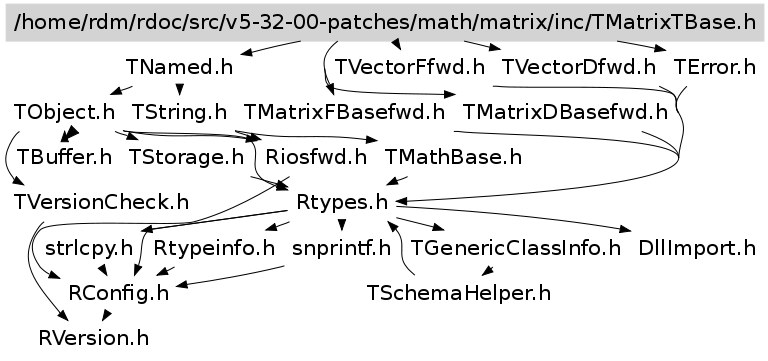 /home/rdm/rdoc/src/v5-32-00-patches/math/matrix/inc/TMatrixTBase.h
TNamed.h TVectorFfwd.h TVectorDfwd.h TError.h
TObject.h TString.h TMatrixFBasefwd.h TMatrixDBasefwd.h
TBuffer.h TStorage.h Riosfwd.h TMathBase.h
TVersionCheck.h Rtypes.h
strlcpy.h Rtypeinfo.h snprintf.h TGenericClassInfo.h DllImport.h
RConfig.h TSchemaHelper.h
RVersion.h